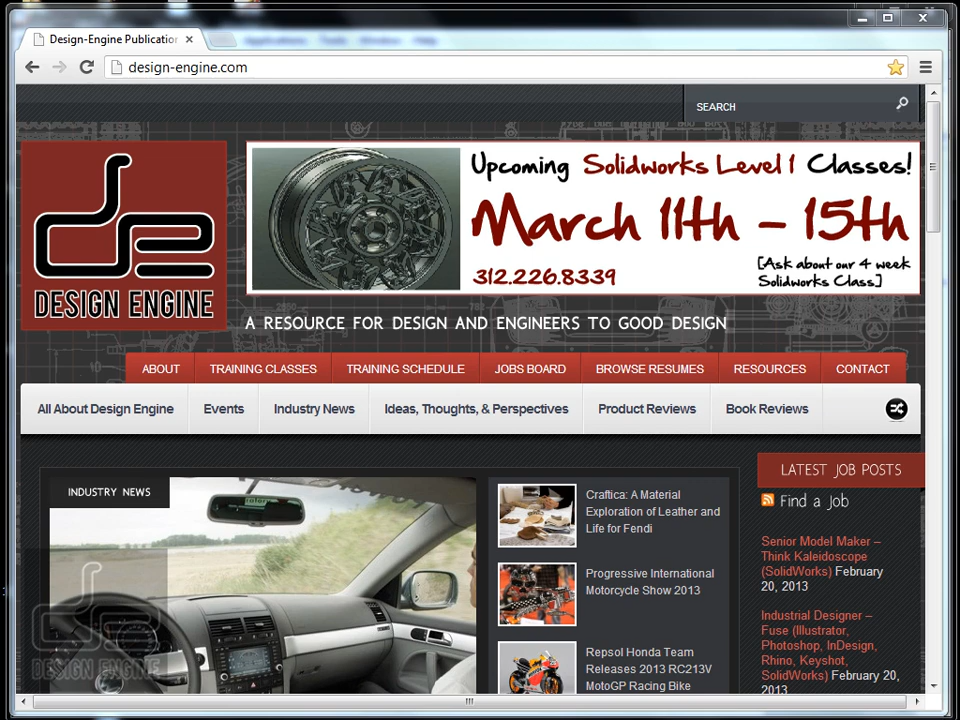 Design-Engine Publication
design-engine.com
SEARCH
Upcoming Solidworks Level 1 Classes!
March 11th - 15th
312.226.8339
[Ask about our 4 week
Solidworks Class]
DESIGN ENGINE
A RESOURCE FOR DESIGN AND ENGINEERS TO GOOD DESIGN
ABOUT TRAINING CLASSES TRAINING SCHEDULE JOBS BOARD BROWSE RESUMES RESOURCES CONTACT
All About Design Engine Events Industry News Ideas, Thoughts, & Perspectives Product Reviews Book Reviews
INDUSTRY NEWS
Craftica: A Material
Exploration of Leather and
Life for Fendi
Progressive International
Motorcycle Show 2013
Repsol Honda Team
Releases 2013 RC213V
MotoGP Racing Bike
LATEST JOB POSTS
Find a Job
Senior Model Maker –
Think Kaleidoscope
(SolidWorks) February
20, 2013
Industrial Designer –
Fuse (Illustrator,
Photoshop, InDesign,
Rhino, Keyshot,
SolidWorks) February 20,
2013
DESIGN ENGINE